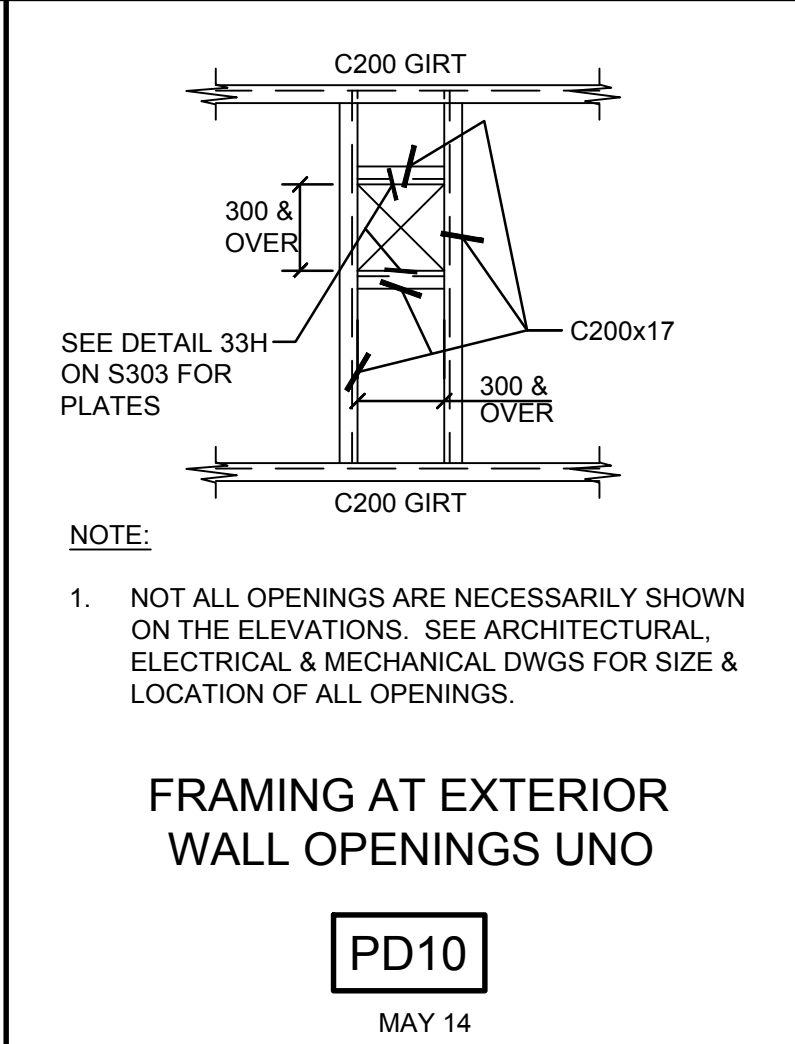 C200 GIRT
300 &
OVER
C200x17
SEE DETAIL 33H
ON S303 FOR
PLATES
300 &
OVER
C200 GIRT
NOTE:
1. NOT ALL OPENINGS ARE NECESSARILY SHOWN
ON THE ELEVATIONS. SEE ARCHITECTURAL,
ELECTRICAL & MECHANICAL DWGS FOR SIZE &
LOCATION OF ALL OPENINGS.
FRAMING AT EXTERIOR
WALL OPENINGS UNO
PD10
MAY 14